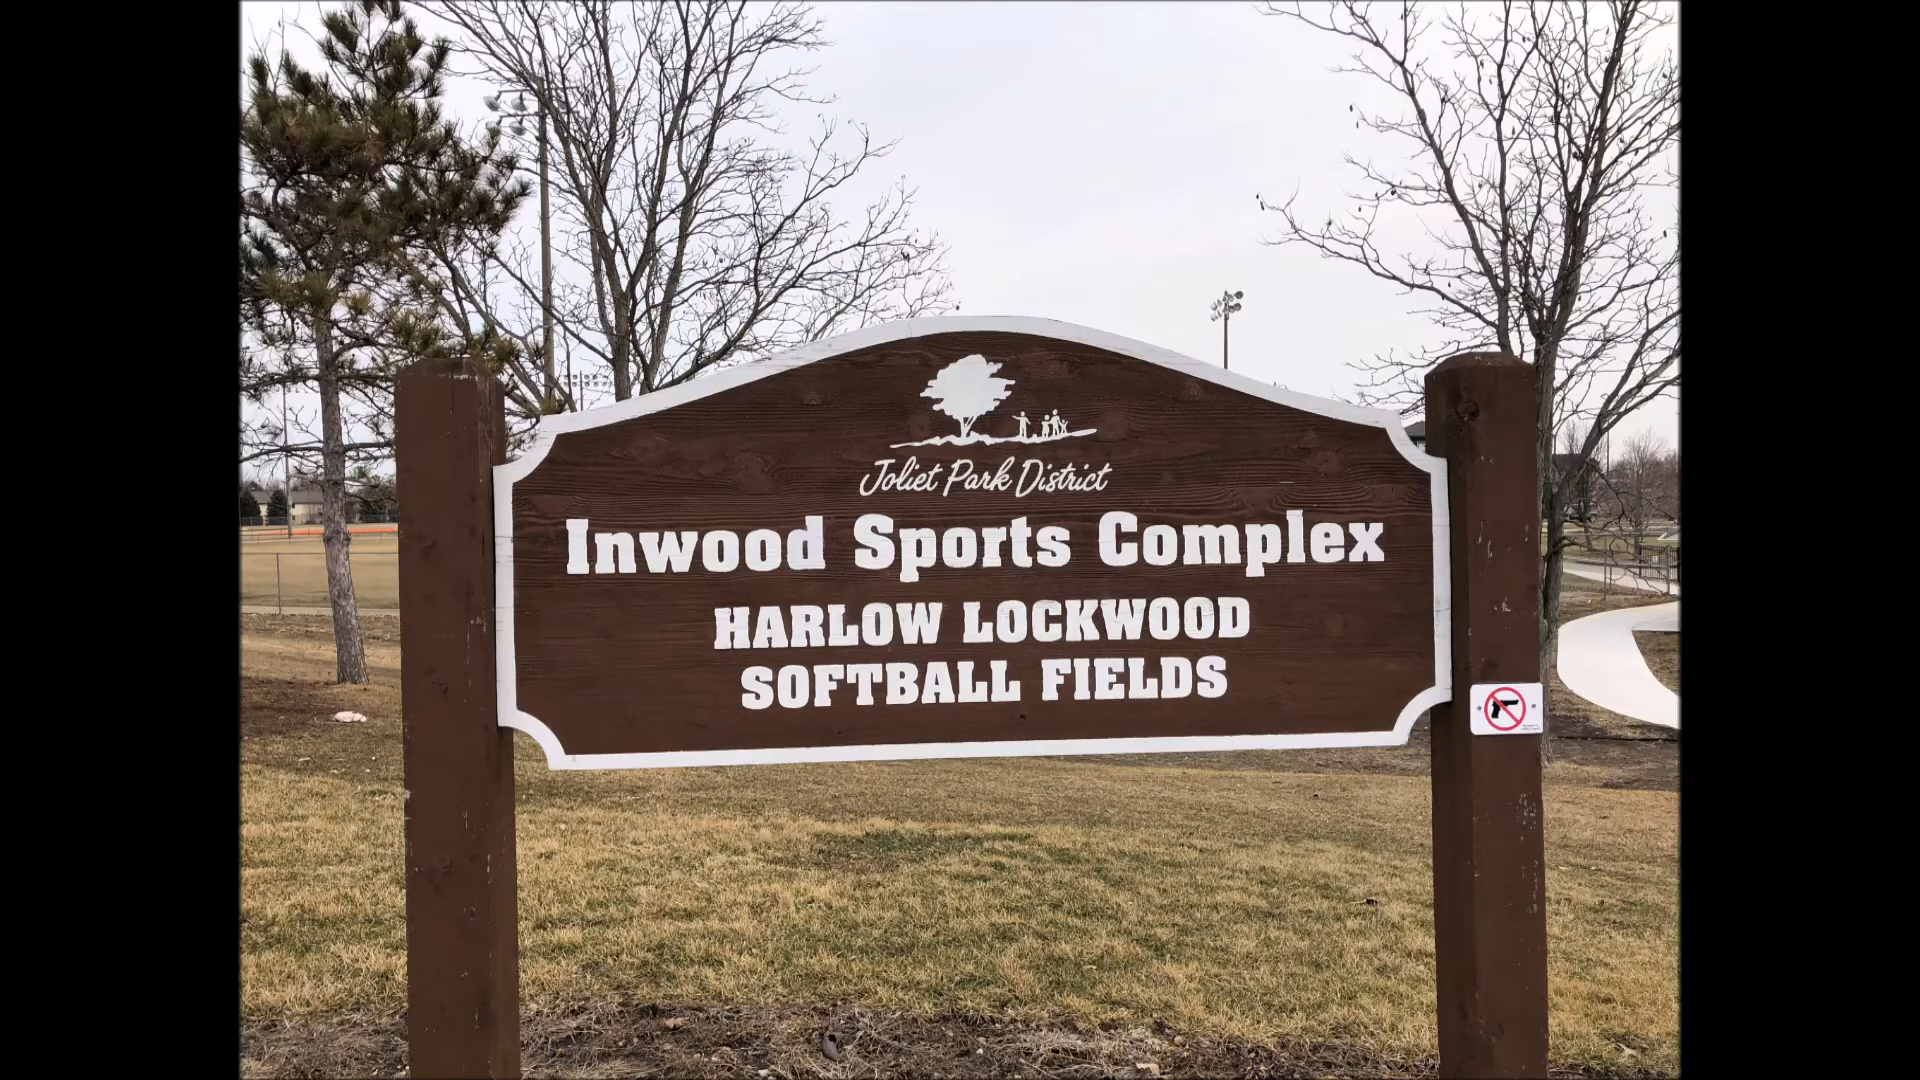 Joliet Park District
Inwood Sports Complex
HARLOW LOCKWOOD
SOFTBALL FIELDS